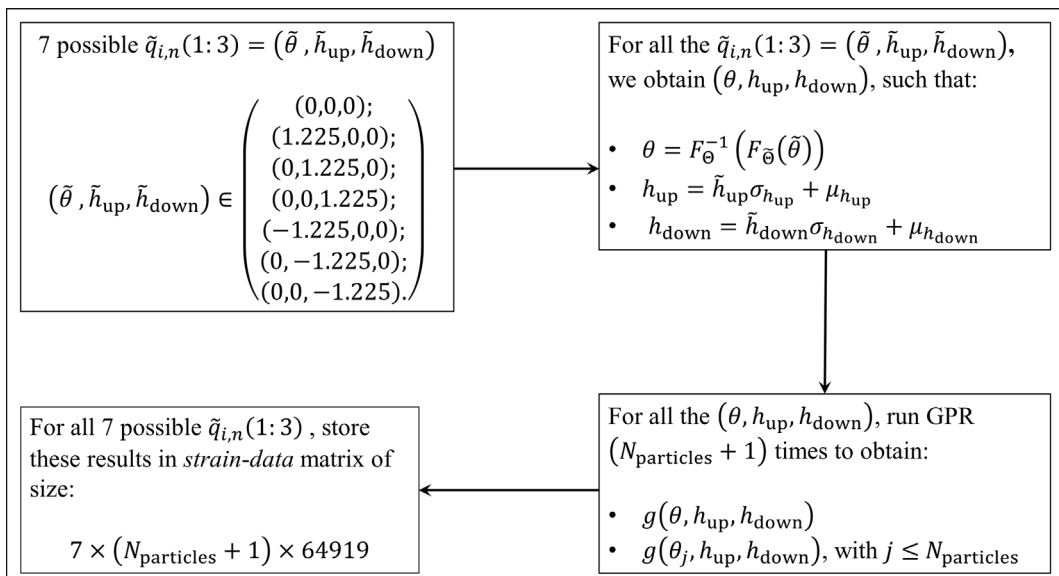 7 possible q̃ᵢ,ₙ(1: 3) = (θ̃ , h̃_up, h̃_down)
(θ̃ , h̃_up, h̃_down) ∈
(0,0,0);
(1.225,0,0);
(0,1.225,0);
(0,0,1.225);
(−1.225,0,0);
(0, −1.225,0);
(0,0, −1.225).
For all the q̃ᵢ,ₙ(1: 3) = (θ̃ , h̃_up, h̃_down),
we obtain (θ, h_up, h_down), such that:
• θ = F_Θ^{−1} (F_Θ̃(θ̃))
• h_up = h̃_up σ_{h_up} + μ_{h_up}
• h_down = h̃_down σ_{h_down} + μ_{h_down}
For all the (θ, h_up, h_down), run GPR
(N_particles + 1) times to obtain:
• g(θ, h_up, h_down)
• g(θ_j, h_up, h_down), with j ≤ N_particles
For all 7 possible q̃ᵢ,ₙ(1: 3) , store
these results in strain-data matrix of
size:
7 × (N_particles + 1) × 64919